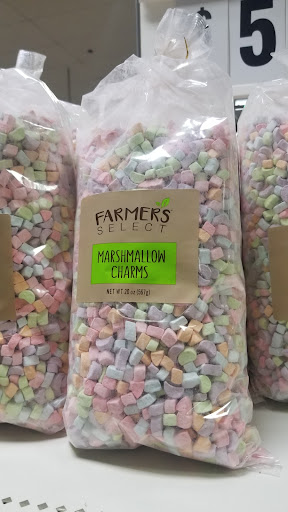 $ 5
FARMERS
SELECT
MARSHMALLOW
CHARMS
NET WT 20 oz (567g)